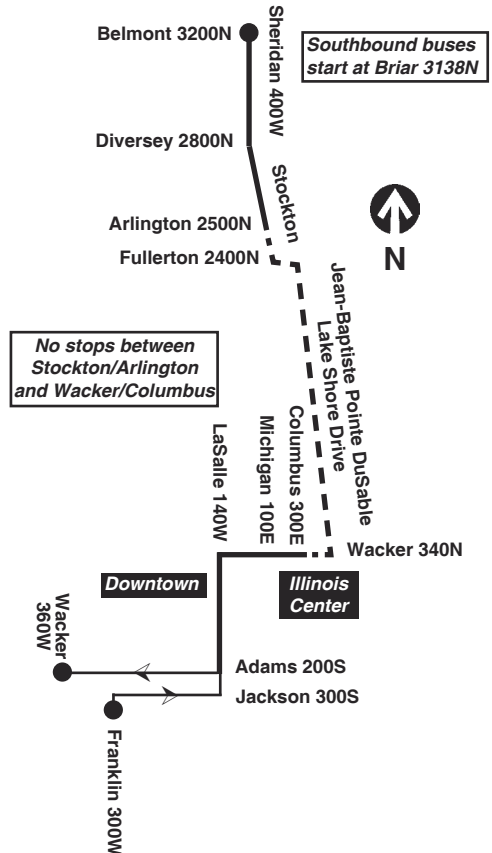 Belmont 3200N
Sheridan 400W
Southbound buses
start at Briar 3138N
Diversey 2800N
Stockton
Arlington 2500N
Fullerton 2400N
N
Jean-Baptiste Pointe DuSable
Lake Shore Drive
No stops between
Stockton/Arlington
and Wacker/Columbus
LaSalle 140W
Michigan 100E
Columbus 300E
Wacker 340N
Downtown
Illinois
Center
Wacker
360W
Adams 200S
Jackson 300S
Franklin 300W